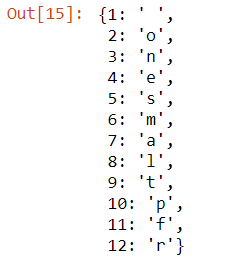 Out[15]: {1: ' ',
2: 'o',
3: 'n',
4: 'e',
5: 's',
6: 'm',
7: 'a',
8: 'l',
9: 't',
10: 'p',
11: 'f',
12: 'r'}